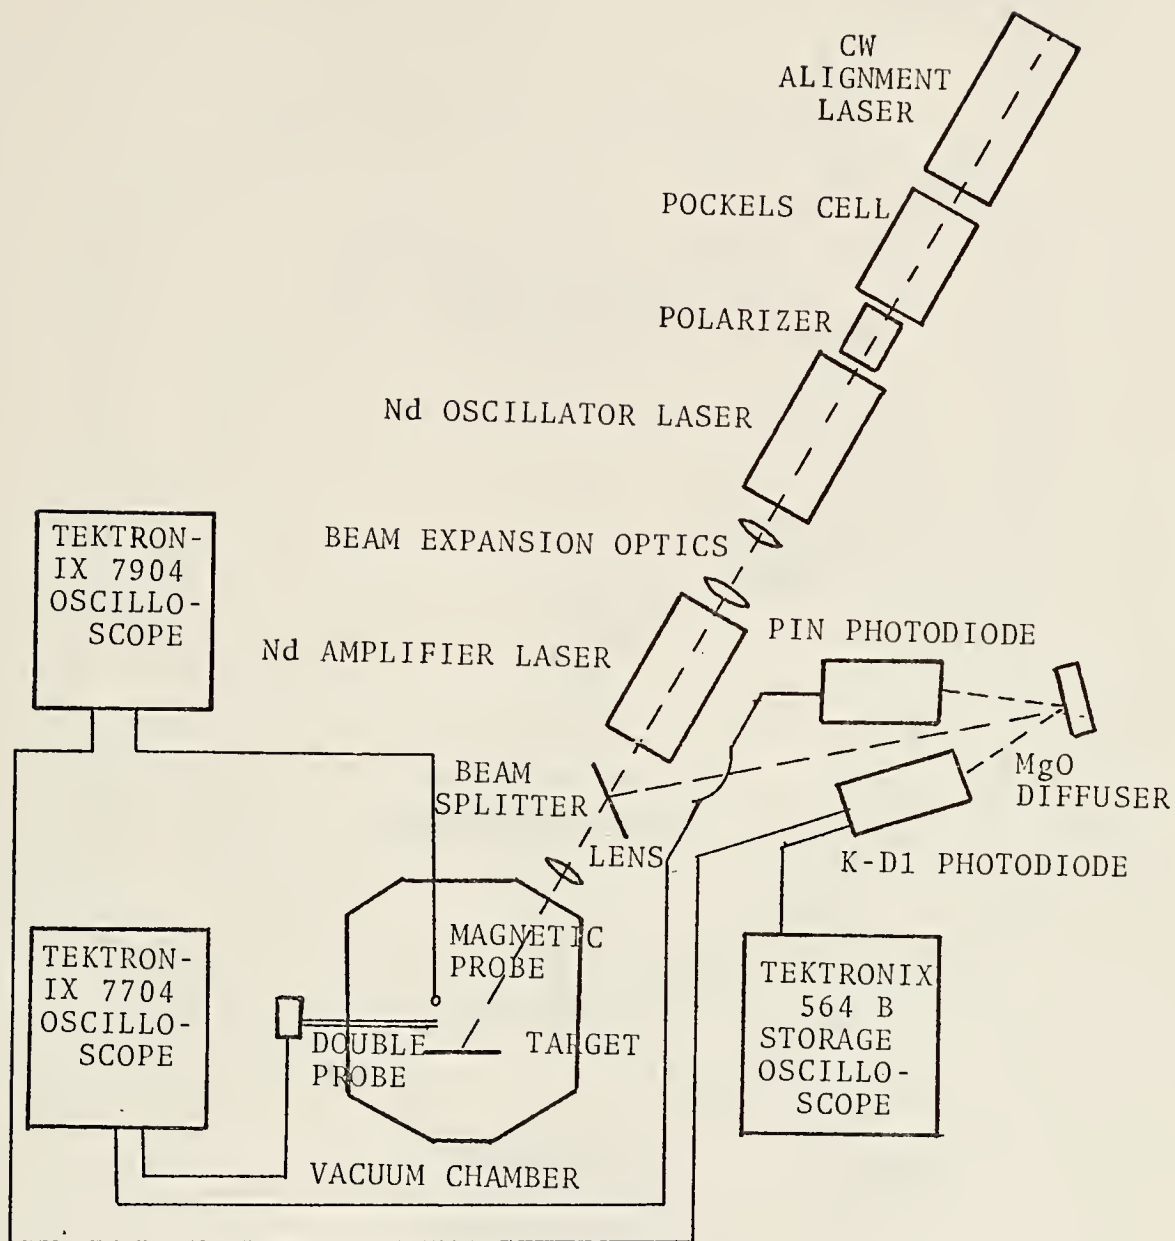 CW
ALIGNMENT
LASER
POCKELS CELL
POLARIZER
Nd OSCILLATOR LASER
BEAM EXPANSION OPTICS
TEKTRON-
IX 7904
OSCILLO-
SCOPE
Nd AMPLIFIER LASER
PIN PHOTODIODE
BEAM
SPLITTER
MgO
DIFFUSER
LENS
K-D1 PHOTODIODE
MAGNETIC
PROBE
TEKTRON-
IX 7704
OSCILLO-
SCOPE
TEKTRONIX
564 B
STORAGE
OSCILLO-
SCOPE
DOUBLE
PROBE
TARGET
VACUUM CHAMBER